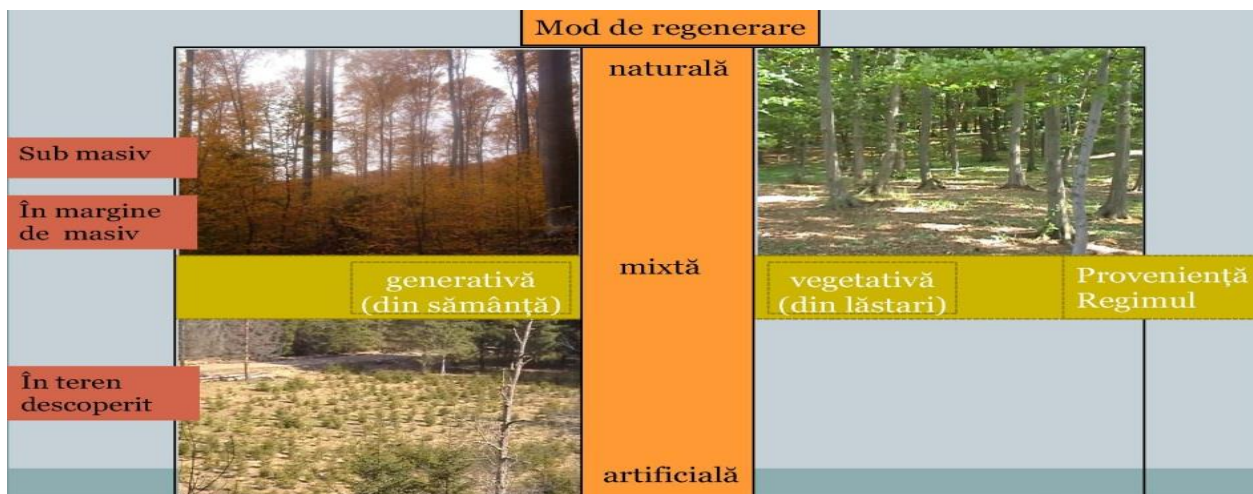 Mod de regenerare
naturală
Sub masiv
În margine
de masiv
mixtă
generativă
(din sămânță)
vegetativă
(din lăstari)
Proveniență
Regimul
În teren
descoperit
artificială